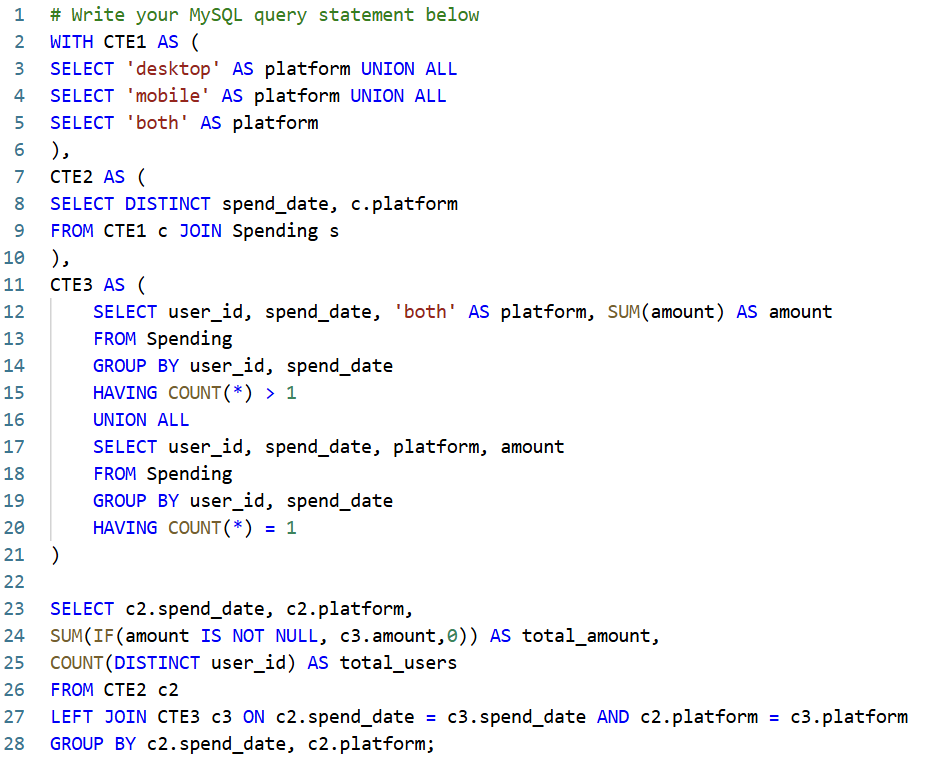 1 # Write your MySQL query statement below
2 WITH CTE1 AS (
3 SELECT 'desktop' AS platform UNION ALL
4 SELECT 'mobile' AS platform UNION ALL
5 SELECT 'both' AS platform
6 ),
7 CTE2 AS (
8 SELECT DISTINCT spend_date, c.platform
9 FROM CTE1 c JOIN Spending s
10 ),
11 CTE3 AS (
12     SELECT user_id, spend_date, 'both' AS platform, SUM(amount) AS amount
13     FROM Spending
14     GROUP BY user_id, spend_date
15     HAVING COUNT(*) > 1
16     UNION ALL
17     SELECT user_id, spend_date, platform, amount
18     FROM Spending
19     GROUP BY user_id, spend_date
20     HAVING COUNT(*) = 1
21 )
22
23 SELECT c2.spend_date, c2.platform,
24 SUM(IF(amount IS NOT NULL, c3.amount,0)) AS total_amount,
25 COUNT(DISTINCT user_id) AS total_users
26 FROM CTE2 c2
27 LEFT JOIN CTE3 c3 ON c2.spend_date = c3.spend_date AND c2.platform = c3.platform
28 GROUP BY c2.spend_date, c2.platform;